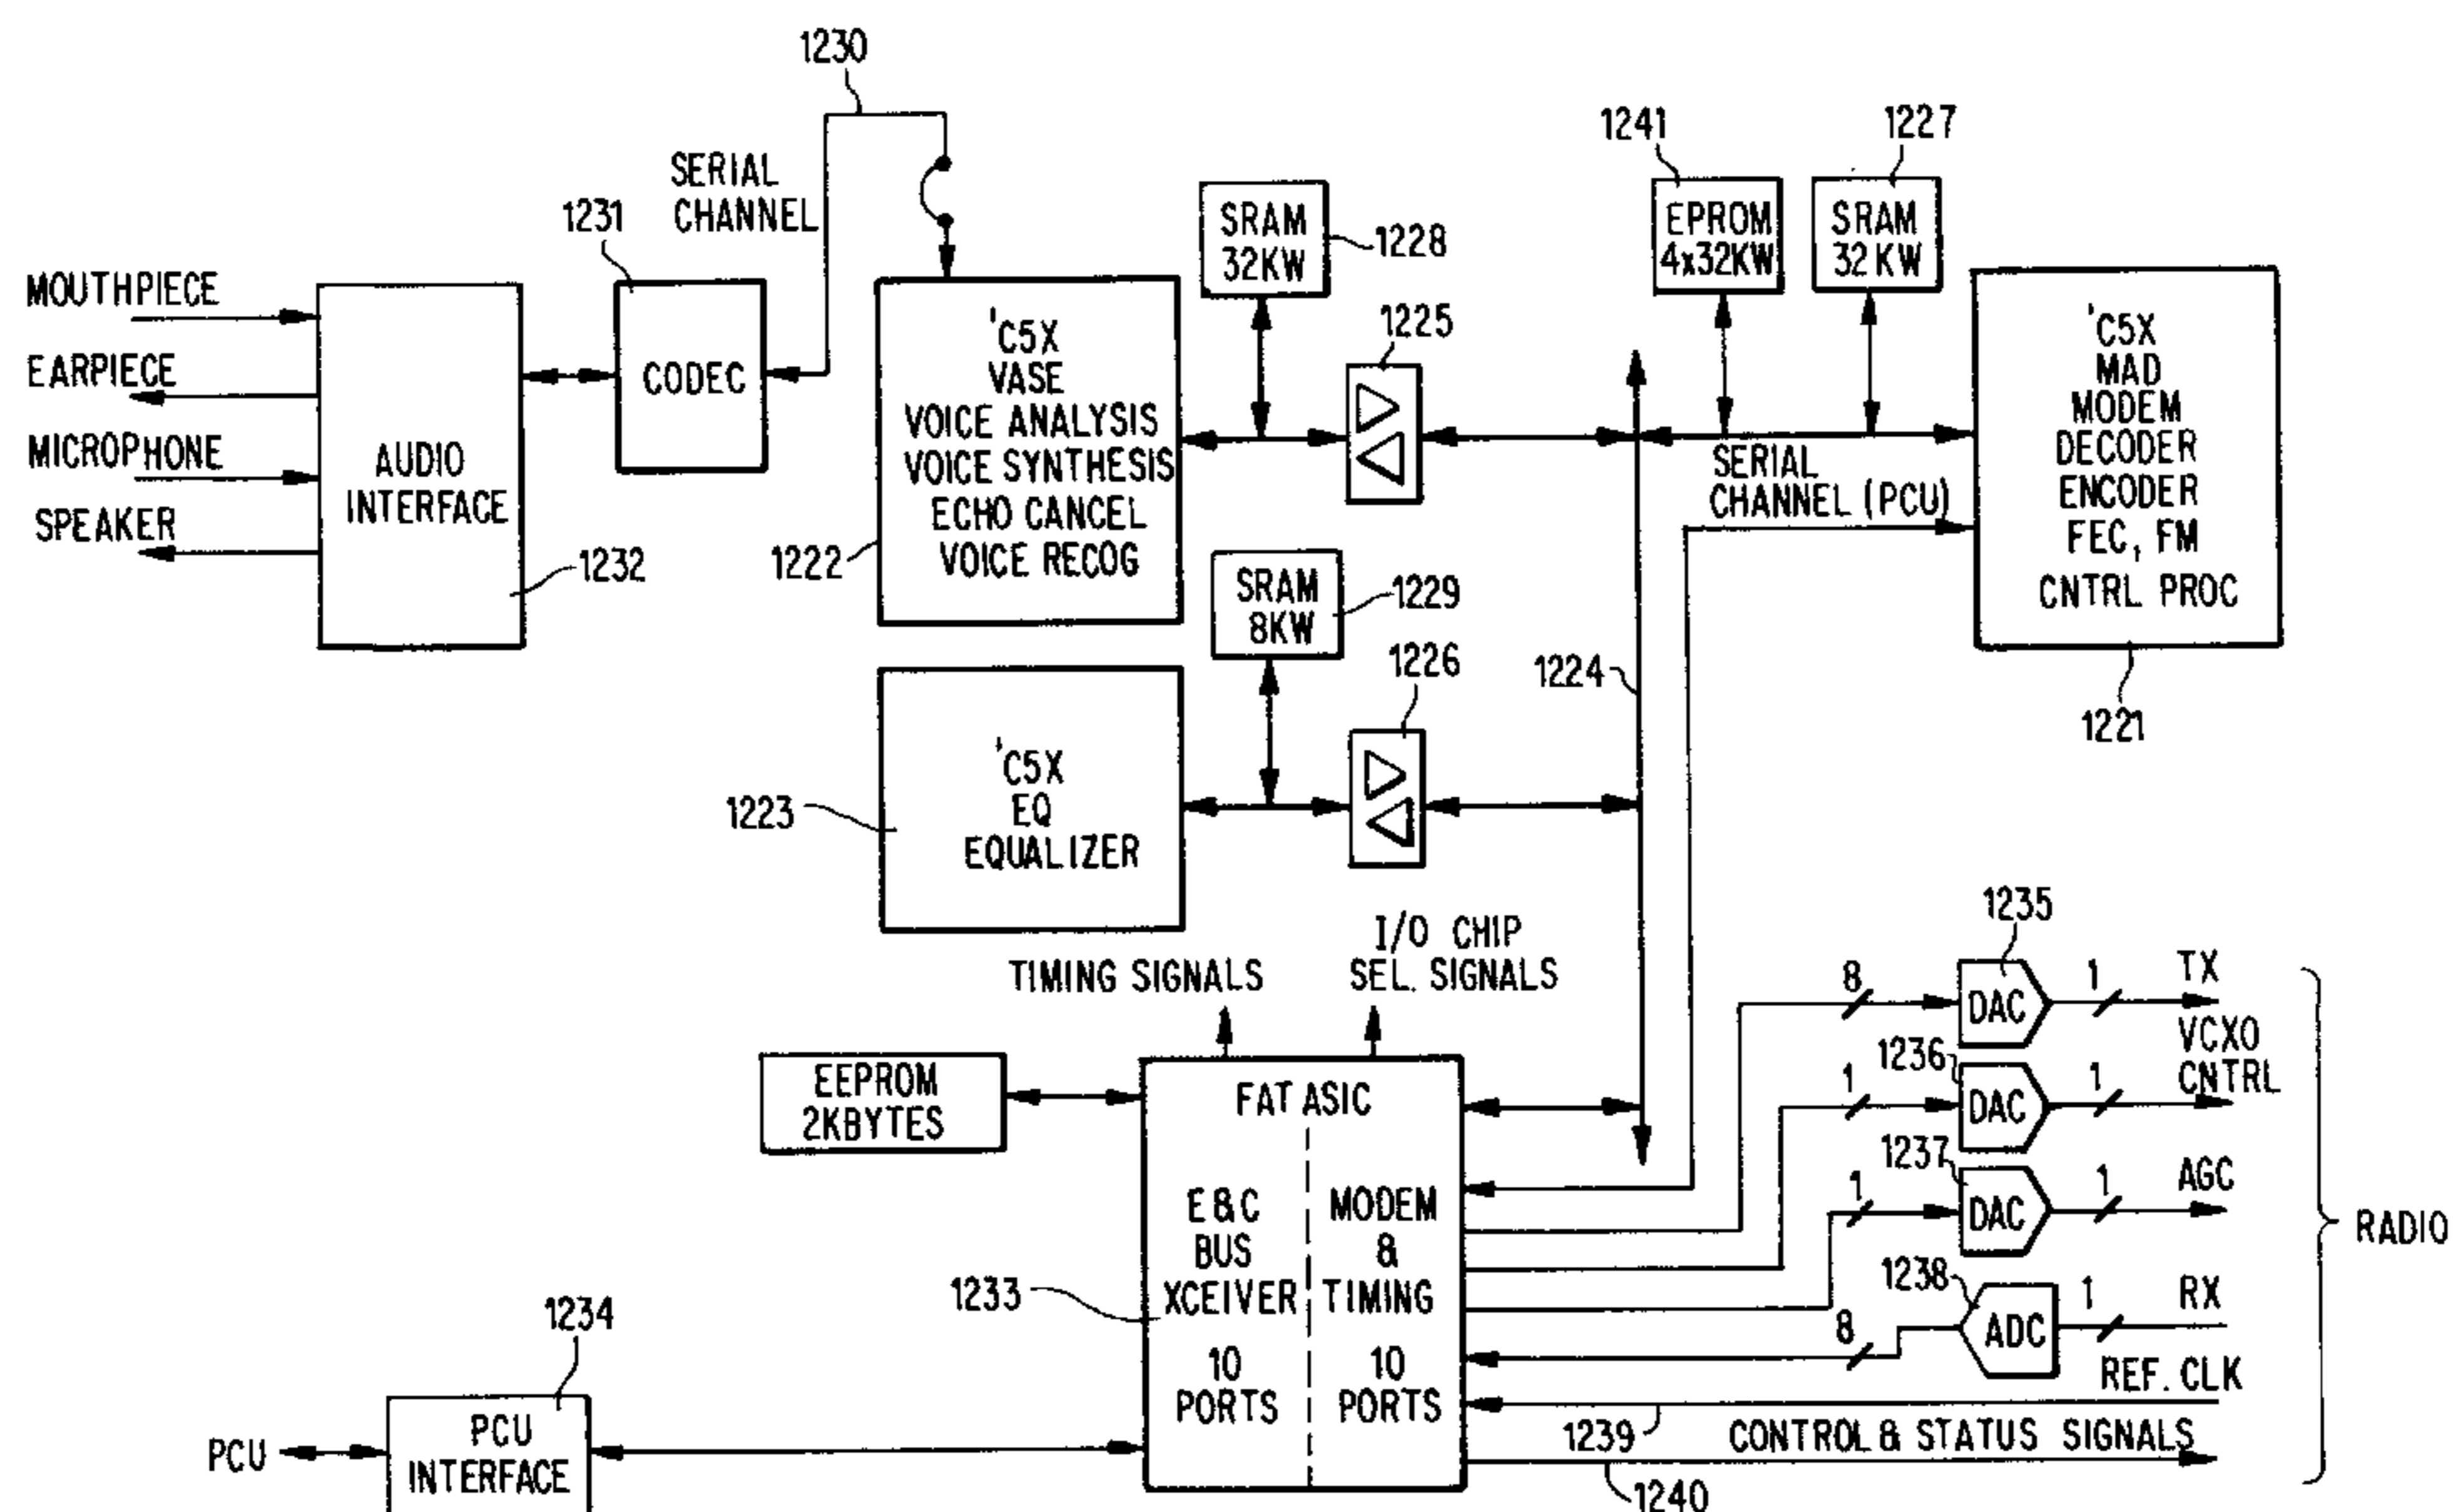 1230
SERIAL
CHANNEL
1231
MOUTHPIECE
EARPIECE
MICROPHONE
SPEAKER
AUDIO
INTERFACE
1232
CODEC
'C5X
VASE
VOICE ANALYSIS
VOICE SYNTHESIS
ECHO CANCEL
VOICE RECOG
1222
SRAM
32KW
1228
1225
1241
EPROM
4x32KW
1227
SRAM
32KW
'C5X
MAD
MODEM
DECODER
ENCODER
FEC, FM
CNTRL PROC
1221
SERIAL
CHANNEL (PCU)
SRAM
8KW
1229
1226
1224
'C5X
EQ
EQUALIZER
1223
TIMING SIGNALS
I/O CHIP
SEL. SIGNALS
EEPROM
2KBYTES
FAT ASIC
E&C
BUS
XCEIVER
10
PORTS
MODEM
&
TIMING
10
PORTS
1233
1234
PCU
PCU
INTERFACE
1235
8
DAC
1
TX
1236
1
DAC
1
VCXO
CNTRL
1237
1
DAC
1
AGC
1238
8
ADC
1
RX
REF. CLK
1239
CONTROL & STATUS SIGNALS
1240
RADIO